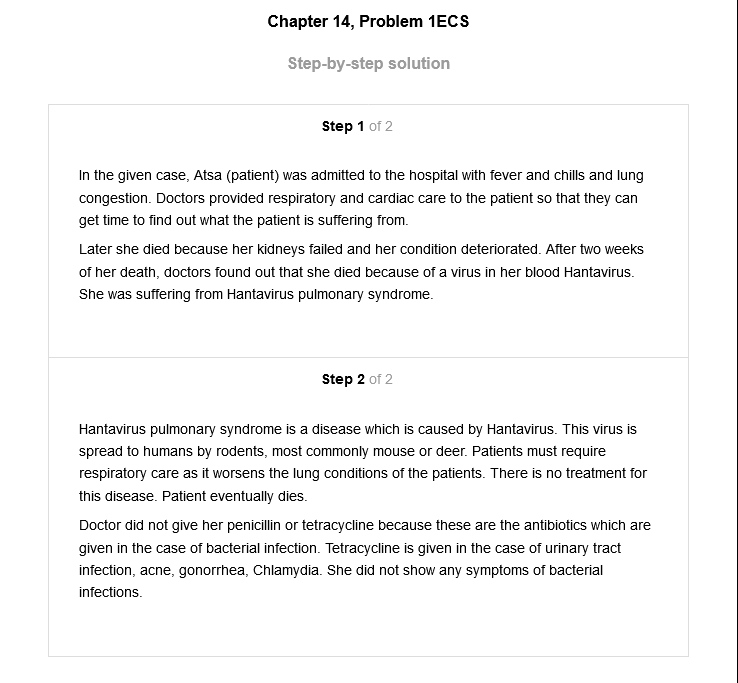 Chapter 14, Problem 1ECS
Step-by-step solution
Step 1 of 2
In the given case, Atsa (patient) was admitted to the hospital with fever and chills and lung
congestion. Doctors provided respiratory and cardiac care to the patient so that they can
get time to find out what the patient is suffering from.
Later she died because her kidneys failed and her condition deteriorated. After two weeks
of her death, doctors found out that she died because of a virus in her blood Hantavirus.
She was suffering from Hantavirus pulmonary syndrome.
Step 2 of 2
Hantavirus pulmonary syndrome is a disease which is caused by Hantavirus. This virus is
spread to humans by rodents, most commonly mouse or deer. Patients must require
respiratory care as it worsens the lung conditions of the patients. There is no treatment for
this disease. Patient eventually dies.
Doctor did not give her penicillin or tetracycline because these are the antibiotics which are
given in the case of bacterial infection. Tetracycline is given in the case of urinary tract
infection, acne, gonorrhea, Chlamydia. She did not show any symptoms of bacterial
infections.